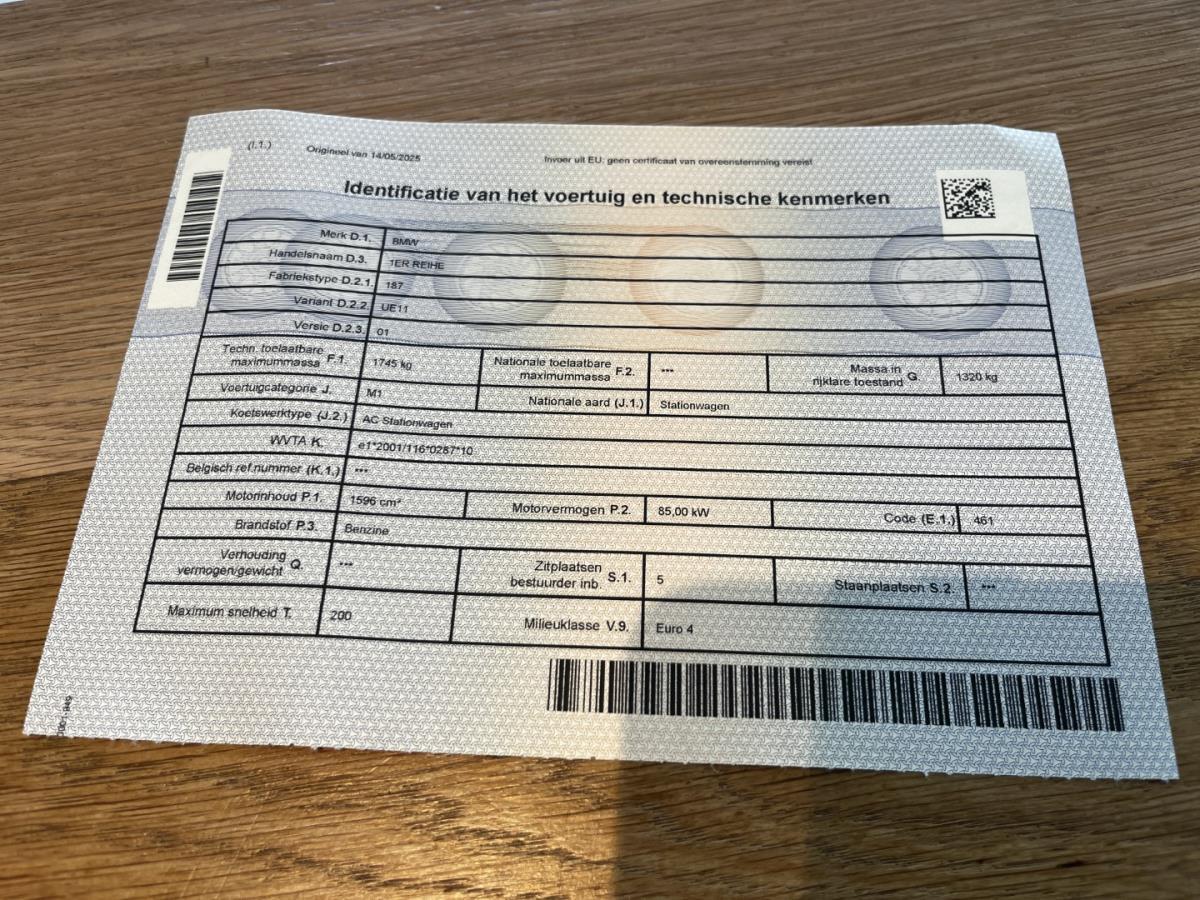 (I.1.) Origineel van 14/05/2025 Invoer uit EU: geen certificaat van overeenstemming vereist
Identificatie van het voertuig en technische kenmerken
Merk D.1. BMW
Handelsnaam D.3. 1ER REIHE
Fabriekstype D.2.1. 187
Variant D.2.2. UE11
Versie D.2.3. 01
Techn. toelaatbare maximummassa F.1. 1745 kg Nationale toelaatbare maximummassa F.2. --- Massa in rijklare toestand G. 1320 kg
Voertuigcategorie J. M1 Nationale aard (J.1.) Stationwagen
Koetswerktype (J.2.) AC Stationwagen
WVTA K. e1*2001/116*0287*10
Belgisch ref.nummer (K.1.) ---
Motorinhoud P.1. 1596 cm³ Motorvermogen P.2. 85,00 kW Code (E.1.) 461
Brandstof P.3. Benzine
Verhouding vermogen/gewicht Q. --- Zitplaatsen bestuurder inb. S.1. 5 Staanplaatsen S.2. ---
Maximum snelheid T. 200 Milieuklasse V.9. Euro 4